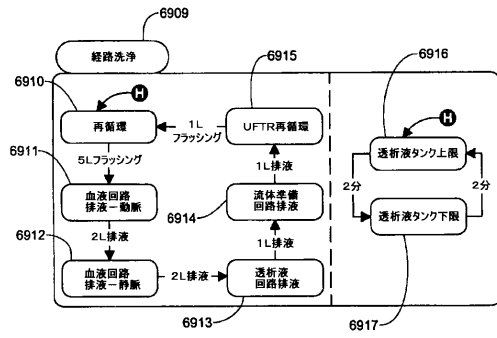 6909
経路洗浄
6915
6910
6916
H
H
再循環
1L
フラッシング
UFTR再循環
6911
5Lフラッシング
1L排液
透析液タンク上限
血液回路
排液ー動脈
6914
流体準備
回路排液
2分
2分
2L排液
6912
1L排液
透析液タンク下限
血液回路
排液ー静脈
2L排液
透析液
回路排液
6913
6917